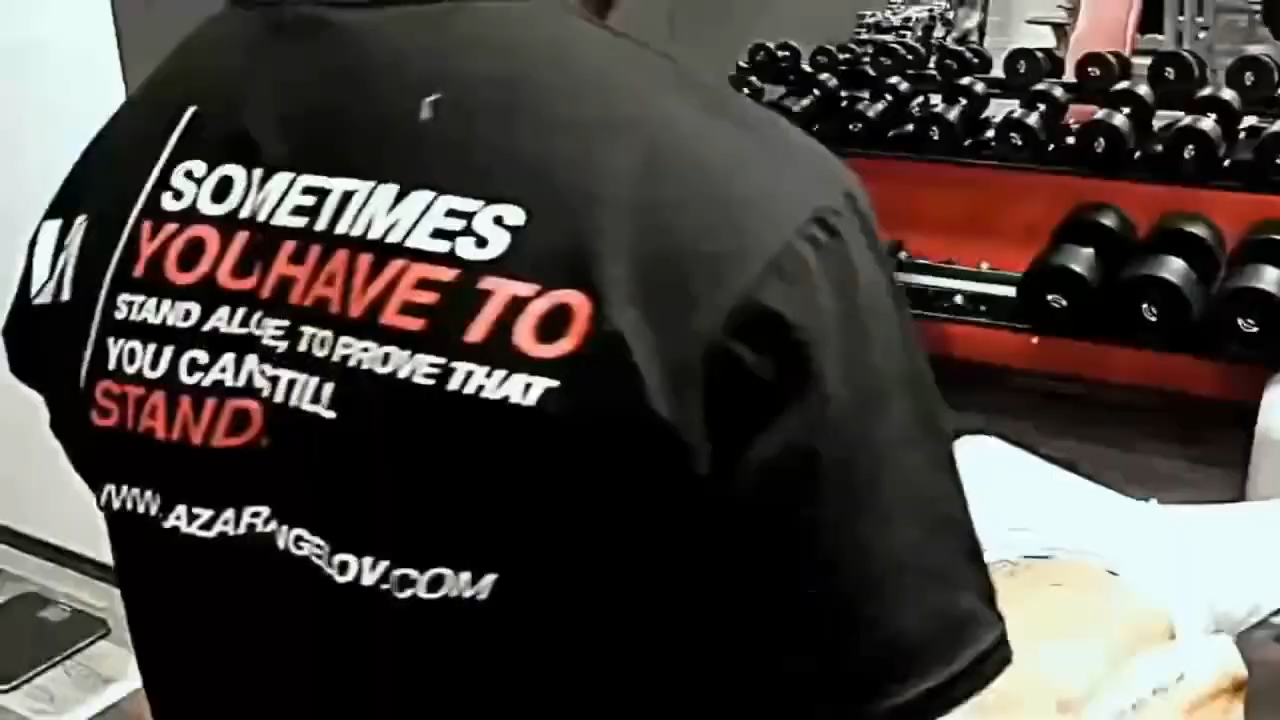 SOMETIMES
YOU HAVE TO
STAND ALONE, TO PROVE THAT
YOU CAN STILL
STAND.
WWW.AZARANGELOV.COM